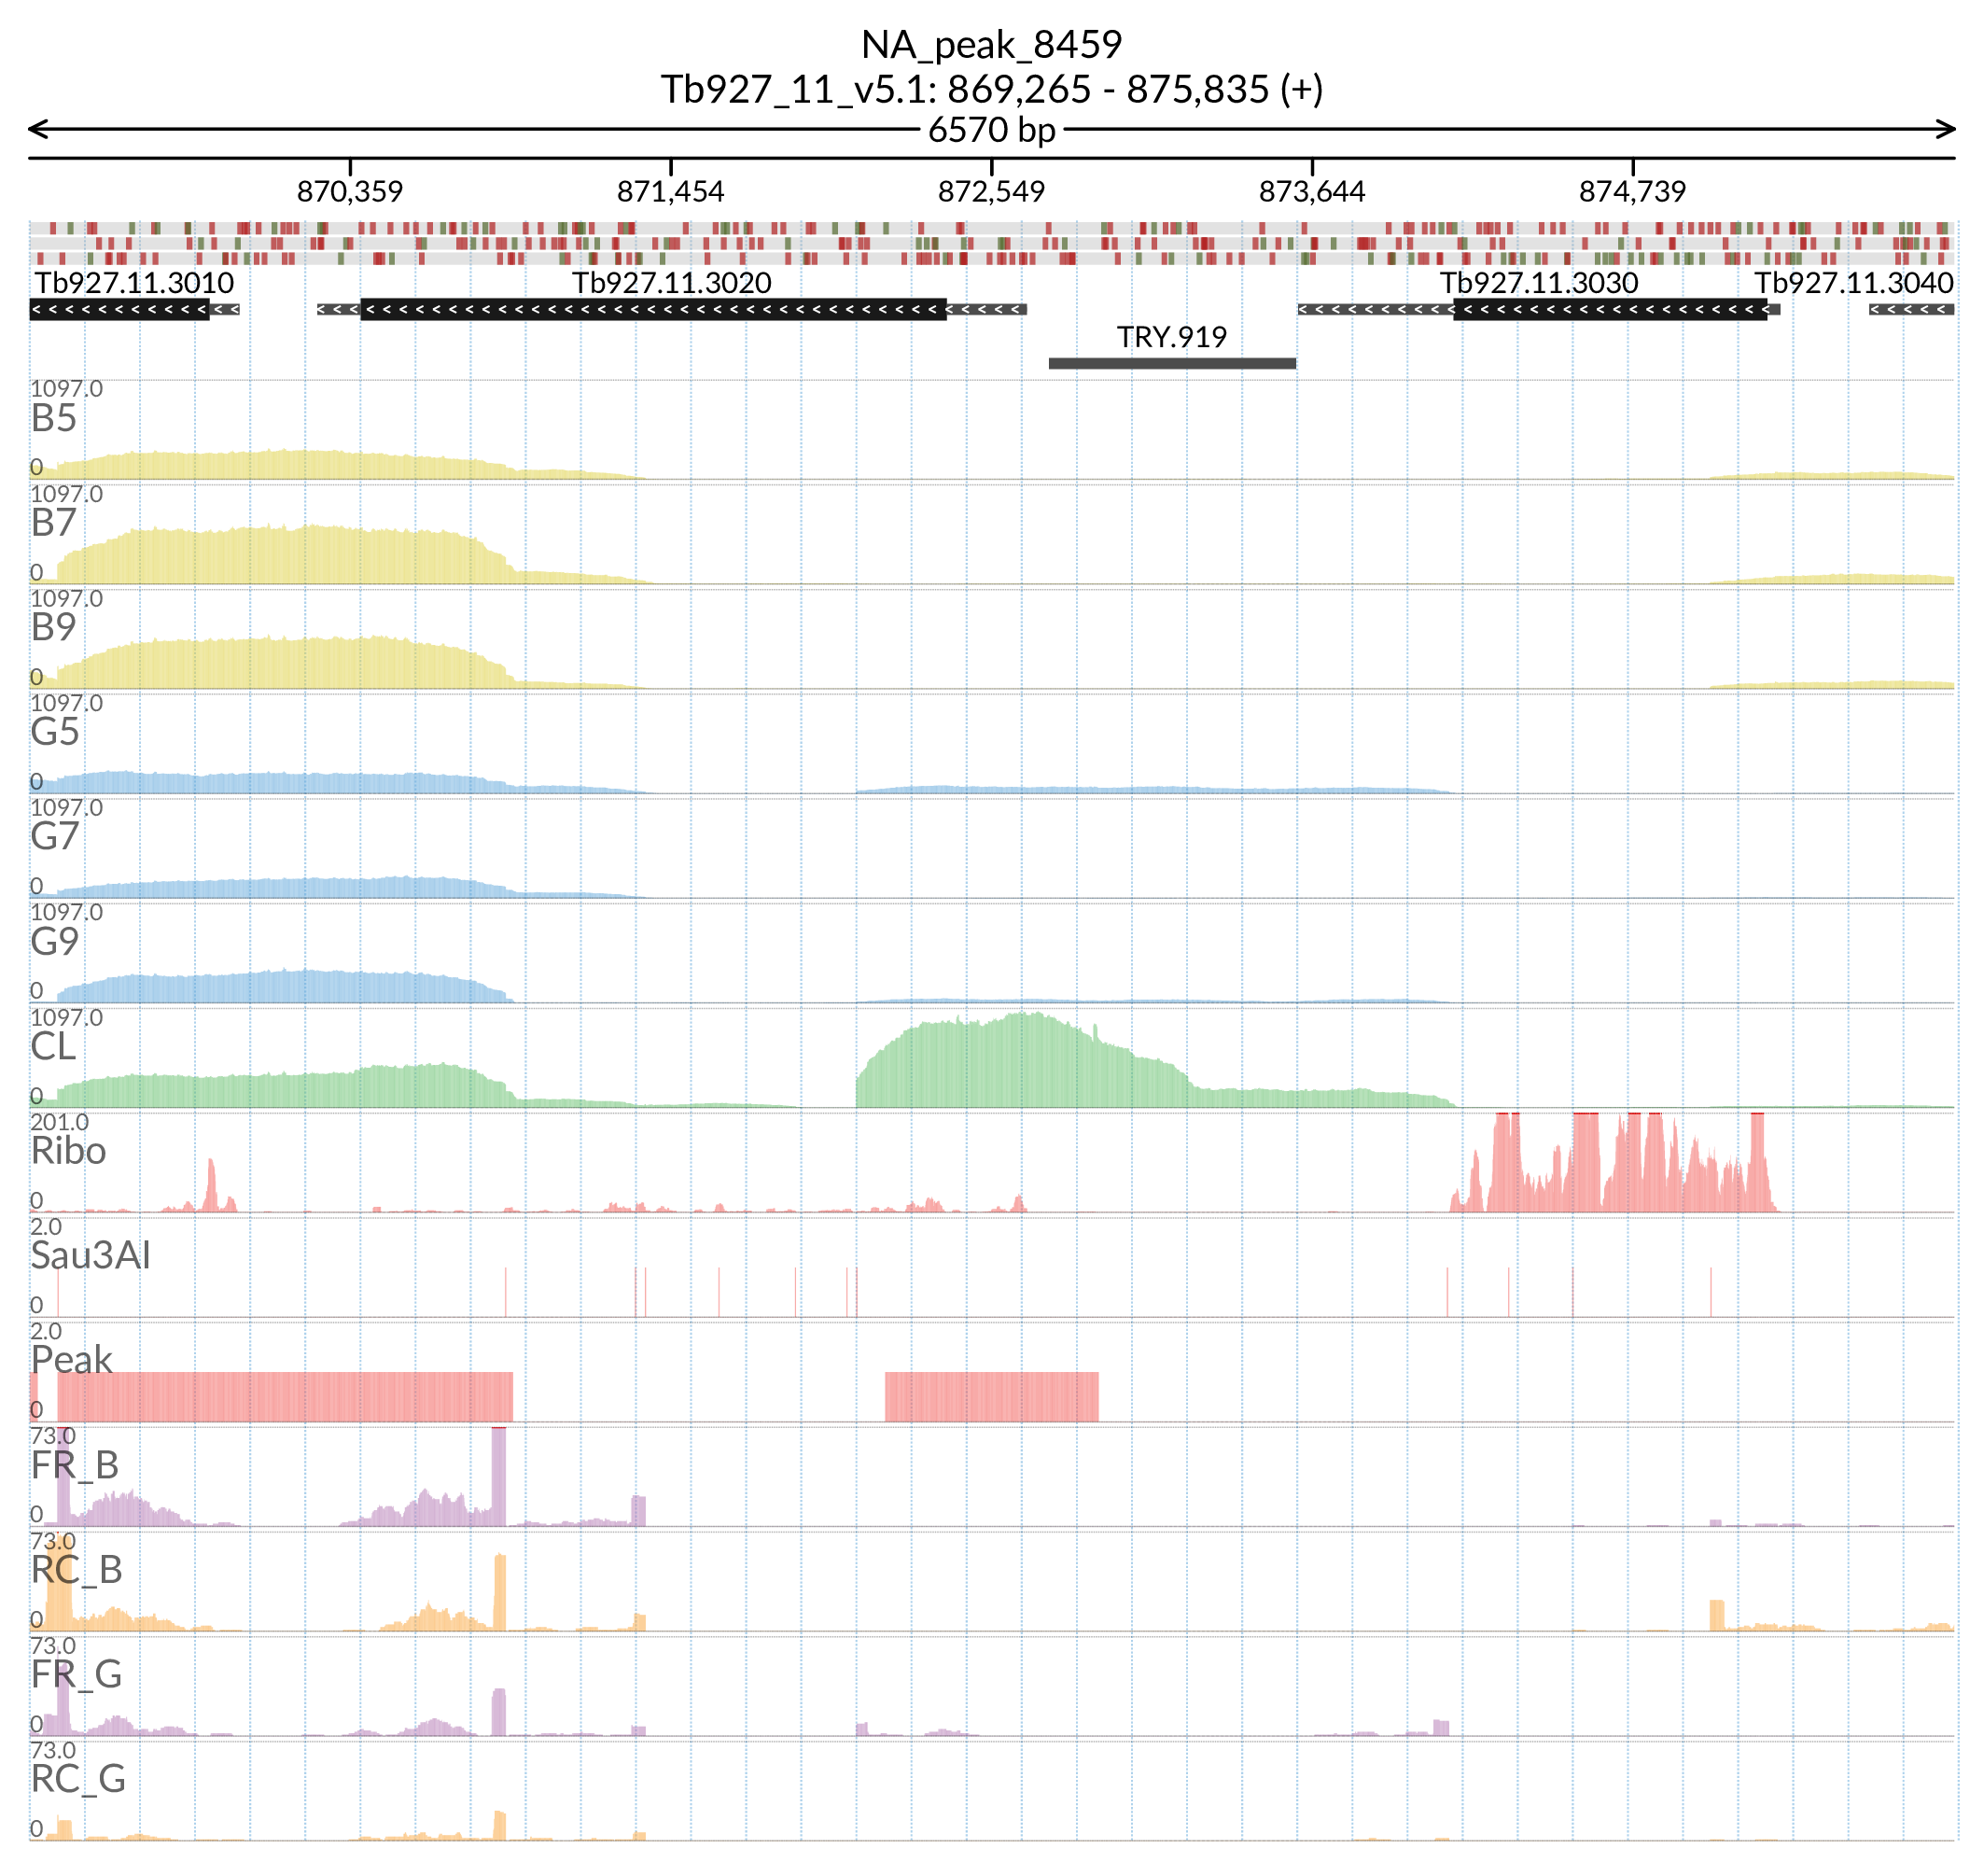 NA_peak_8459
Tb927_11_v5.1: 869,265 - 875,835 (+)
6570 bp
870,359 871,454 872,549 873,644 874,739
Tb927.11.3010 Tb927.11.3020 Tb927.11.3030 Tb927.11.3040
TRY.919
1097.0
B5
0
1097.0
B7
0
1097.0
B9
0
1097.0
G5
0
1097.0
G7
0
1097.0
G9
0
1097.0
CL
0
201.0
Ribo
0
2.0
Sau3AI
0
2.0
Peak
0
73.0
FR_B
0
73.0
RC_B
0
73.0
FR_G
0
73.0
RC_G
0